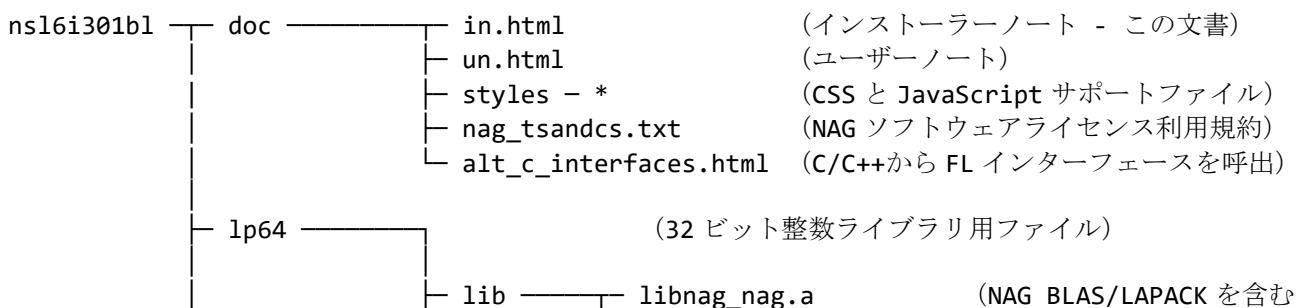 nsl6i301bl ─┬─ doc ────────┬─ in.html (インストーラーノート - この文書)
├─ un.html (ユーザーノート)
├─ styles ─ * (CSS と JavaScript サポートファイル)
├─ nag_tsandcs.txt (NAG ソフトウェアライセンス利用規約)
└─ alt_c_interfaces.html (C/C++から FL インターフェースを呼出)
├─ lp64 ────────┐ (32 ビット整数ライブラリ用ファイル)
├─ lib ─────┬─ libnag_nag.a (NAG BLAS/LAPACK を含む